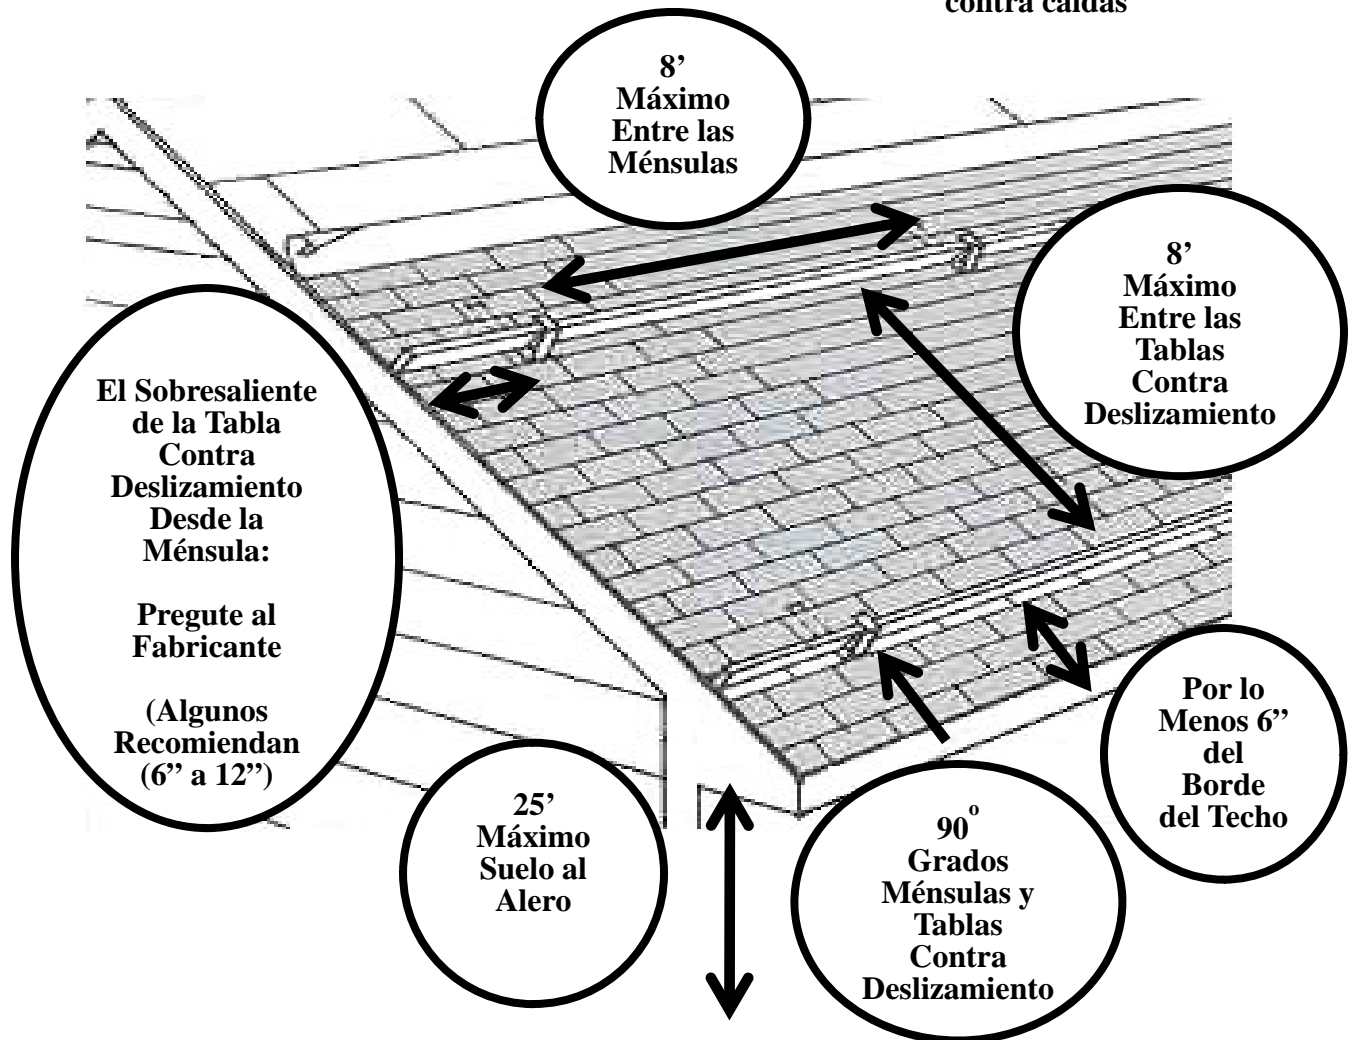 contra caídas
8’
Máximo
Entre las
Ménsulas
8’
Máximo
Entre las
Tablas
Contra
Deslizamiento
El Sobresaliente
de la Tabla
Contra
Deslizamiento
Desde la
Ménsula:
Pregute al
Fabricante
(Algunos
Recomiendan
(6” a 12”)
Por lo
Menos 6”
del
Borde
del Techo
25’
Máximo
Suelo al
Alero
90°
Grados
Ménsulas y
Tablas
Contra
Deslizamiento